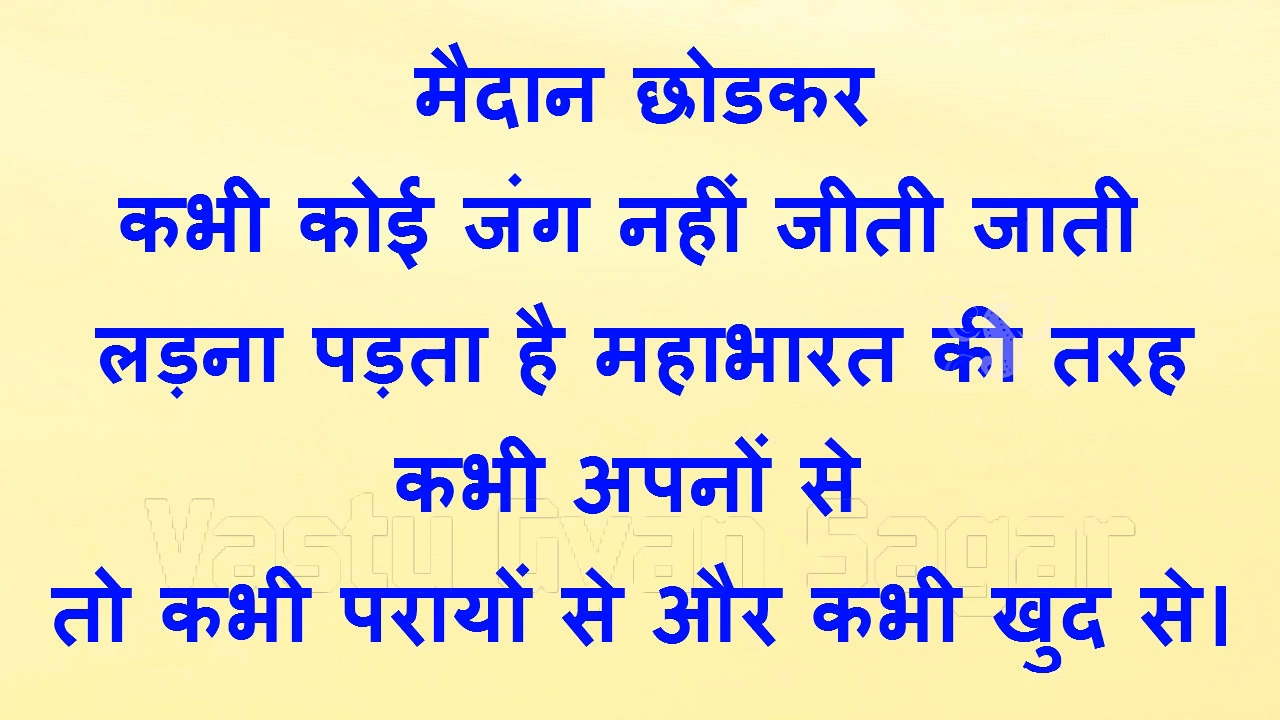 मैदान छोडकर
कभी कोई जंग नहीं जीती जाती
लड़ना पड़ता है महाभारत की तरह
कभी अपनों से
Vastu Gyan Sagar
तो कभी परायों से और कभी खुद से।